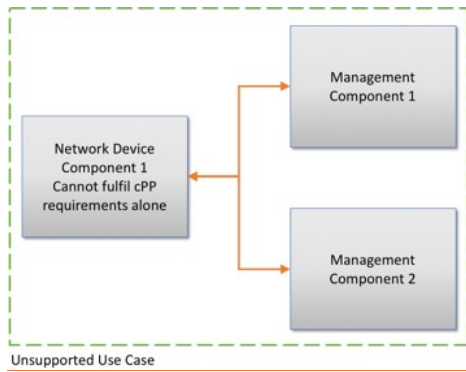 Management
Component 1
Network Device
Component 1
Cannot fulfil cPP
requirements alone
Management
Component 2
Unsupported Use Case